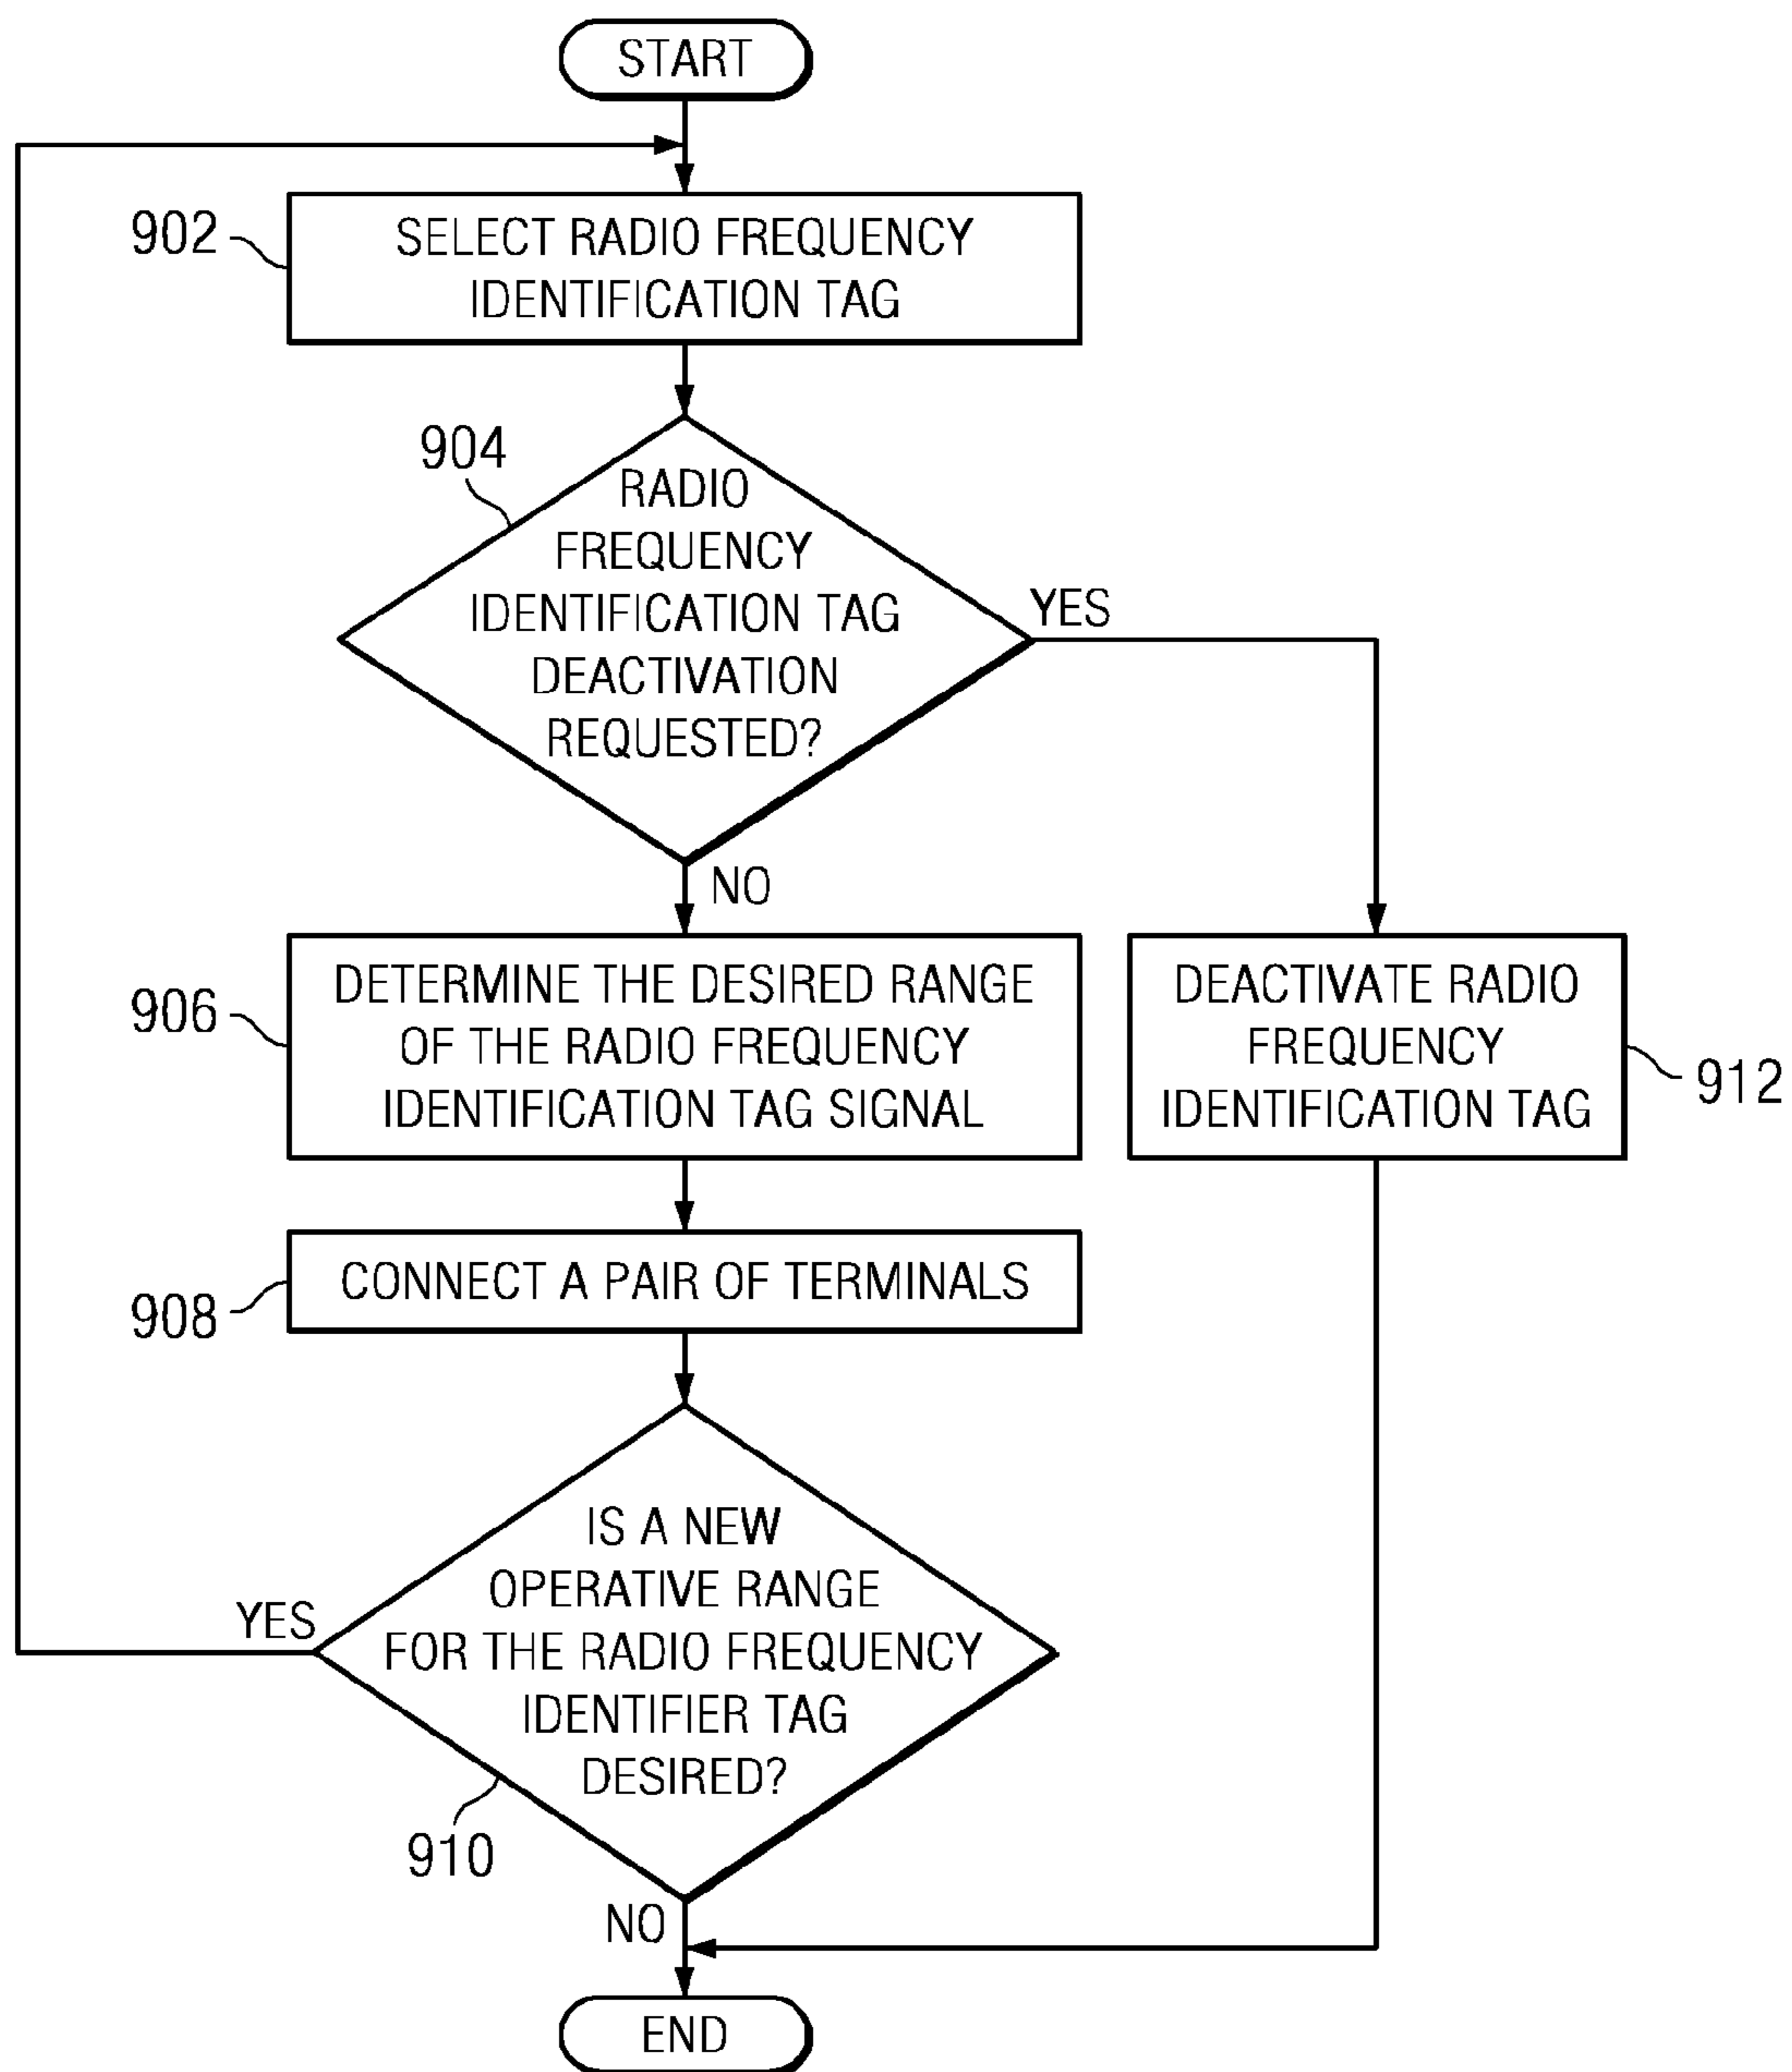 START
902
SELECT RADIO FREQUENCY
IDENTIFICATION TAG
904
RADIO
FREQUENCY
IDENTIFICATION TAG
DEACTIVATION
REQUESTED?
YES
NO
906
DETERMINE THE DESIRED RANGE
OF THE RADIO FREQUENCY
IDENTIFICATION TAG SIGNAL
DEACTIVATE RADIO
FREQUENCY
IDENTIFICATION TAG
912
908
CONNECT A PAIR OF TERMINALS
IS A NEW
OPERATIVE RANGE
FOR THE RADIO FREQUENCY
IDENTIFIER TAG
DESIRED?
YES
910
NO
END